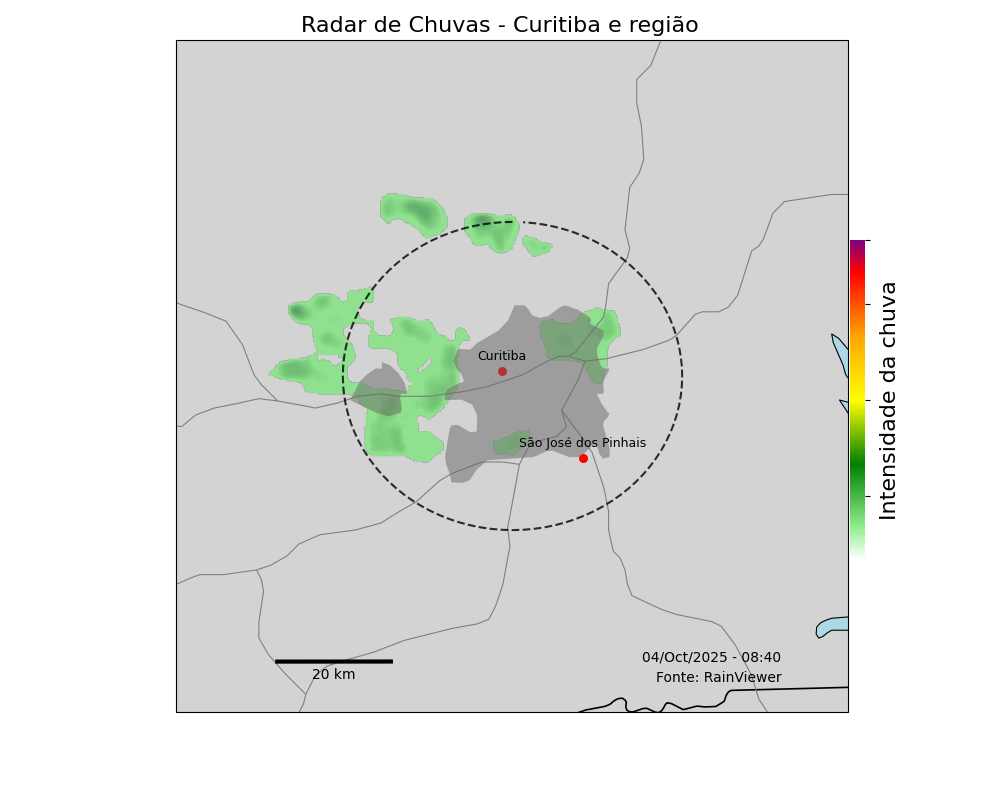 Radar de Chuvas - Curitiba e região
Curitiba
São José dos Pinhais
Intensidade da chuva
20 km
04/Oct/2025 - 08:40
Fonte: RainViewer